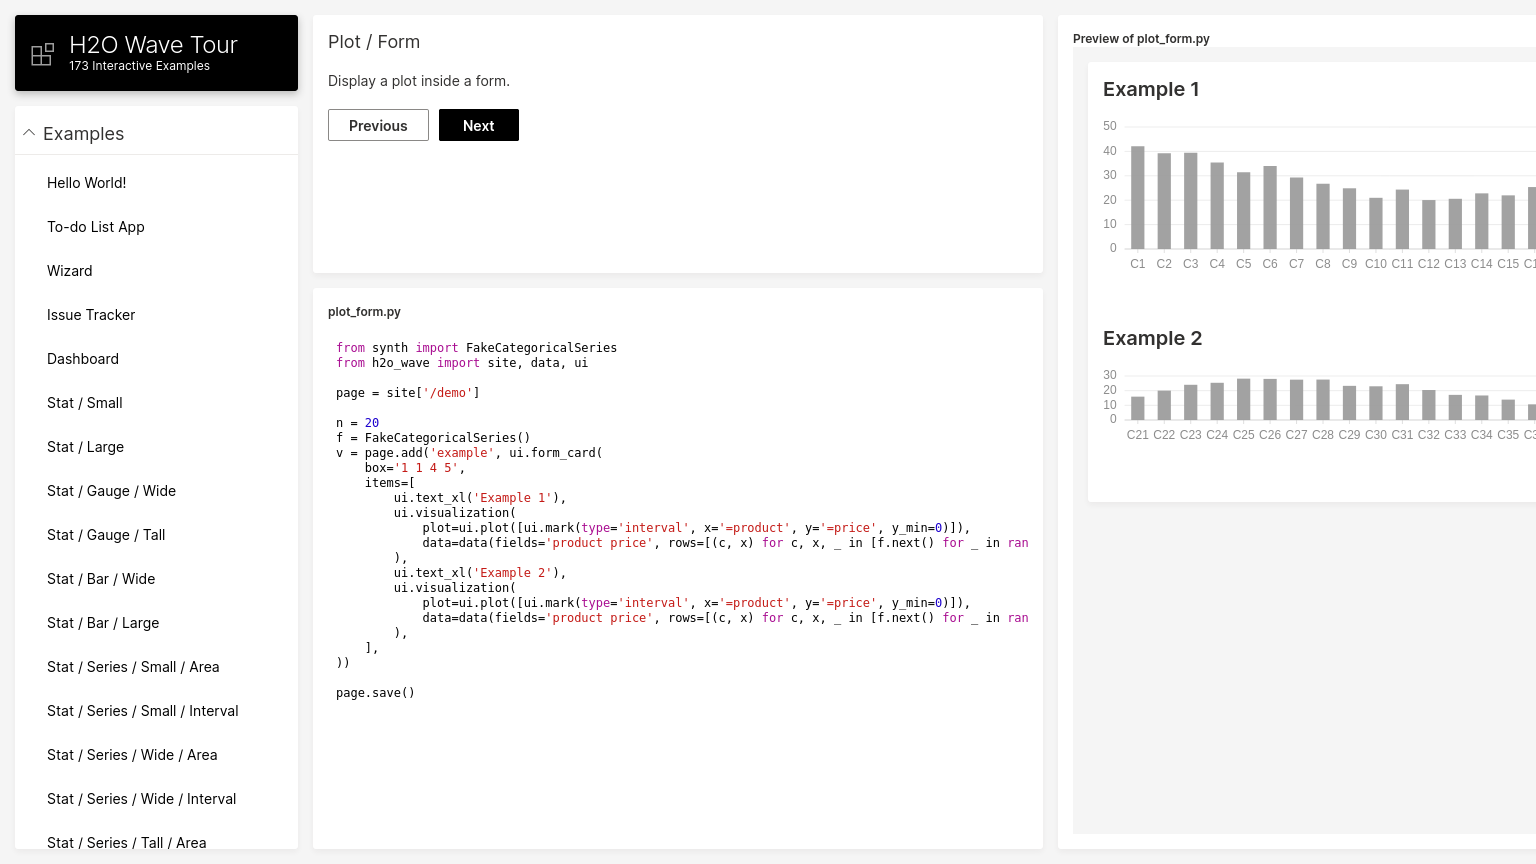 H2O Wave Tour
173 Interactive Examples
Examples
Hello World!
To-do List App
Wizard
Issue Tracker
Dashboard
Stat / Small
Stat / Large
Stat / Gauge / Wide
Stat / Gauge / Tall
Stat / Bar / Wide
Stat / Bar / Large
Stat / Series / Small / Area
Stat / Series / Small / Interval
Stat / Series / Wide / Area
Stat / Series / Wide / Interval
Stat / Series / Tall / Area
Plot / Form
Display a plot inside a form.
Previous Next
plot_form.py
from synth import FakeCategoricalSeries
from h2o_wave import site, data, ui
page = site['/demo']
n = 20
f = FakeCategoricalSeries()
v = page.add('example', ui.form_card(
    box='1 1 4 5',
    items=[
        ui.text_xl('Example 1'),
        ui.visualization(
            plot=ui.plot([ui.mark(type='interval', x='=product', y='=price', y_min=0)]),
            data=data(fields='product price', rows=[(c, x) for c, x, _ in [f.next() for _ in ran
        ),
        ui.text_xl('Example 2'),
        ui.visualization(
            plot=ui.plot([ui.mark(type='interval', x='=product', y='=price', y_min=0)]),
            data=data(fields='product price', rows=[(c, x) for c, x, _ in [f.next() for _ in ran
        ),
    ],
))
page.save()
Preview of plot_form.py
Example 1
50
40
30
20
10
0
C1 C2 C3 C4 C5 C6 C7 C8 C9 C10 C11 C12 C13 C14 C15 C1
Example 2
30
20
10
0
C21 C22 C23 C24 C25 C26 C27 C28 C29 C30 C31 C32 C33 C34 C35 C3